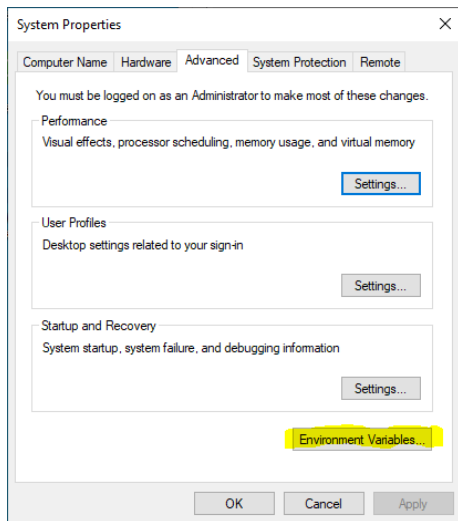 System Properties
Computer Name Hardware Advanced System Protection Remote
You must be logged on as an Administrator to make most of these changes.
Performance
Visual effects, processor scheduling, memory usage, and virtual memory
Settings...
User Profiles
Desktop settings related to your sign-in
Settings...
Startup and Recovery
System startup, system failure, and debugging information
Settings...
Environment Variables...
OK Cancel Apply